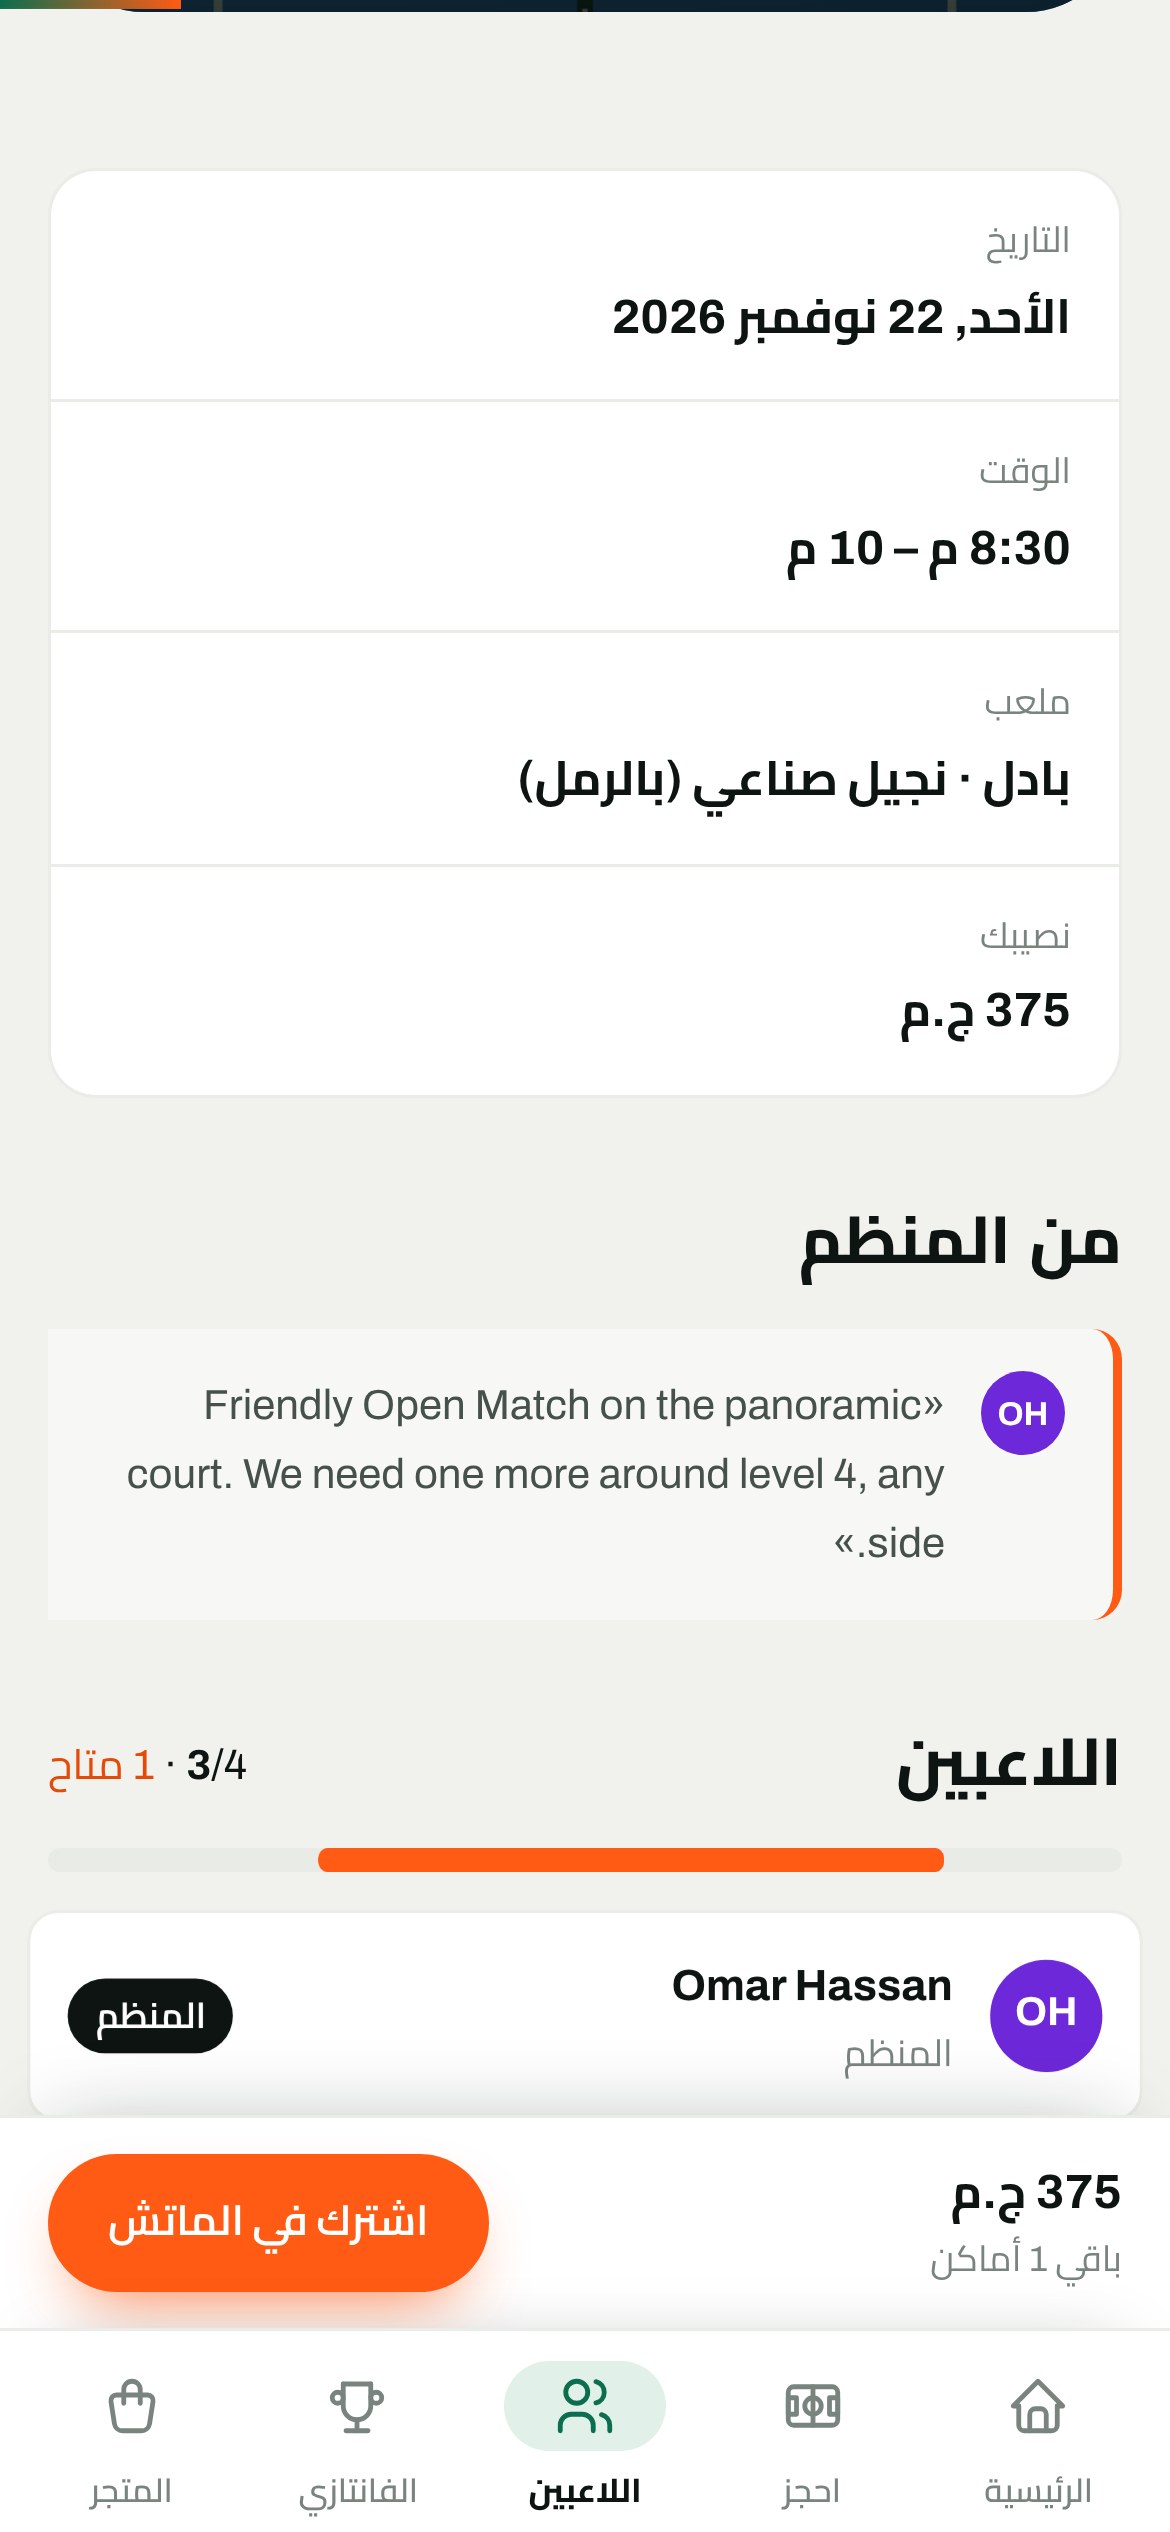 التاريخ
الأحد, 22 نوفمبر 2026
الوقت
8:30 م – 10 م
ملعب
بادل · نجيل صناعي (بالرمل)
نصيبك
375 ج.م
من المنظم
OH
«Friendly Open Match on the panoramic
court. We need one more around level 4, any
side.»
اللاعبين
3/4 · 1 متاح
OH
Omar Hassan
المنظم
المنظم
375 ج.م
باقي 1 أماكن
اشترك في الماتش
الرئيسية
احجز
اللاعبين
الفانتازي
المتجر